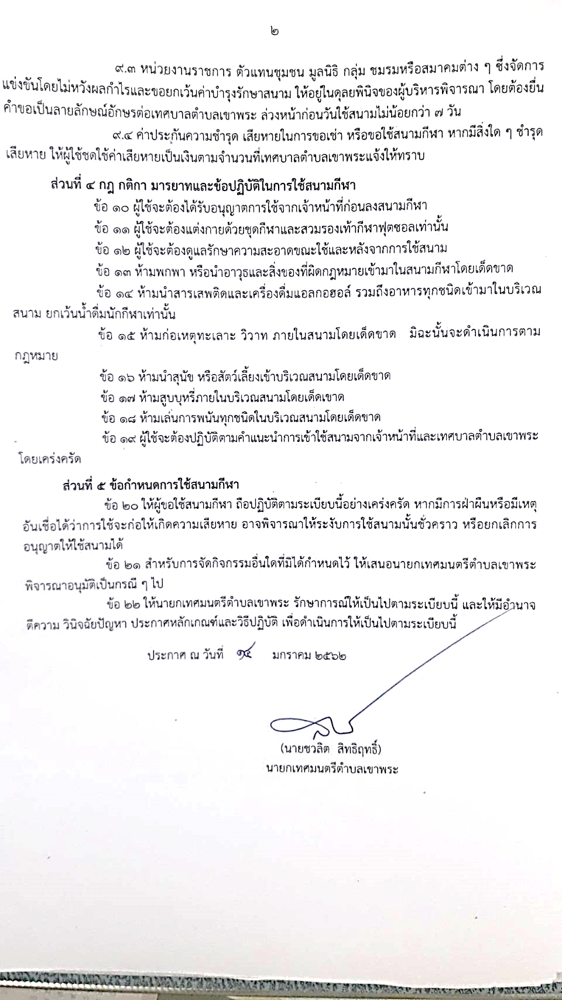 ๒
๙.๓ หน่วยงานราชการ ตัวแทนชุมชน มูลนิธิ กลุ่ม ชมรมหรือสมาคมต่าง ๆ ซึ่งจัดการ
แข่งขันโดยไม่หวังผลกำไรและขอยกเว้นค่าบำรุงรักษาสนาม ให้อยู่ในดุลยพินิจของผู้บริหารพิจารณา โดยต้องยื่น
คำขอเป็นลายลักษณ์อักษรต่อเทศบาลตำบลเขาพระ ล่วงหน้าก่อนวันใช้สนามไม่น้อยกว่า ๗ วัน
๙.๔ ค่าประกันความชำรุด เสียหายในการขอเช่า หรือขอใช้สนามกีฬา หากมีสิ่งใด ๆ ชำรุด
เสียหาย ให้ผู้ใช้ชดใช้ค่าเสียหายเป็นเงินตามจำนวนที่เทศบาลตำบลเขาพระแจ้งให้ทราบ
ส่วนที่ ๔ กฎ กติกา มารยาทและข้อปฏิบัติในการใช้สนามกีฬา
ข้อ ๑๐ ผู้ใช้จะต้องได้รับอนุญาตการใช้จากเจ้าหน้าที่ก่อนลงสนามกีฬา
ข้อ ๑๑ ผู้ใช้จะต้องแต่งกายด้วยชุดกีฬาและสวมรองเท้ากีฬาฟุตซอลเท่านั้น
ข้อ ๑๒ ผู้ใช้จะต้องดูแลรักษาความสะอาดขณะใช้และหลังจากการใช้สนาม
ข้อ ๑๓ ห้ามพกพา หรือนำอาวุธและสิ่งของที่ผิดกฎหมายเข้ามาในสนามกีฬาโดยเด็ดขาด
ข้อ ๑๔ ห้ามนำสารเสพติดและเครื่องดื่มแอลกอฮอล์ รวมถึงอาหารทุกชนิดเข้ามาในบริเวณ
สนาม ยกเว้นน้ำดื่มนักกีฬาเท่านั้น
ข้อ ๑๕ ห้ามก่อเหตุทะเลาะ วิวาท ภายในสนามโดยเด็ดขาด มิฉะนั้นจะดำเนินการตาม
กฎหมาย
ข้อ ๑๖ ห้ามนำสุนัข หรือสัตว์เลี้ยงเข้าบริเวณสนามโดยเด็ดขาด
ข้อ ๑๗ ห้ามสูบบุหรี่ภายในบริเวณสนามโดยเด็ดเขาด
ข้อ ๑๘ ห้ามเล่นการพนันทุกชนิดในบริเวณสนามโดยเด็ดขาด
ข้อ ๑๙ ผู้ใช้จะต้องปฏิบัติตามคำแนะนำการเข้าใช้สนามจากเจ้าหน้าที่และเทศบาลตำบลเขาพระ
โดยเคร่งครัด
ส่วนที่ ๕ ข้อกำหนดการใช้สนามกีฬา
ข้อ ๒๐ ให้ผู้ขอใช้สนามกีฬา ถือปฏิบัติตามระเบียบนี้อย่างเคร่งครัด หากมีการฝ่าฝืนหรือมีเหตุ
อันเชื่อได้ว่าการใช้จะก่อให้เกิดความเสียหาย อาจพิจารณาให้ระงับการใช้สนามนั้นชั่วคราว หรือยกเลิกการ
อนุญาตให้ใช้สนามได้
ข้อ ๒๑ สำหรับการจัดกิจกรรมอื่นใดที่มิได้กำหนดไว้ ให้เสนอนายกเทศมนตรีตำบลเขาพระ
พิจารณาอนุมัติเป็นกรณี ๆ ไป
ข้อ ๒๒ ให้นายกเทศมนตรีตำบลเขาพระ รักษาการณ์ให้เป็นไปตามระเบียบนี้ และให้มีอำนาจ
ตีความ วินิจฉัยปัญหา ประกาศหลักเกณฑ์และวิธีปฏิบัติ เพื่อดำเนินการให้เป็นไปตามระเบียบนี้
ประกาศ ณ วันที่ ๑๔ มกราคม ๒๕๖๒
(นายชวลิต สิทธิฤทธิ์)
นายกเทศมนตรีตำบลเขาพระ